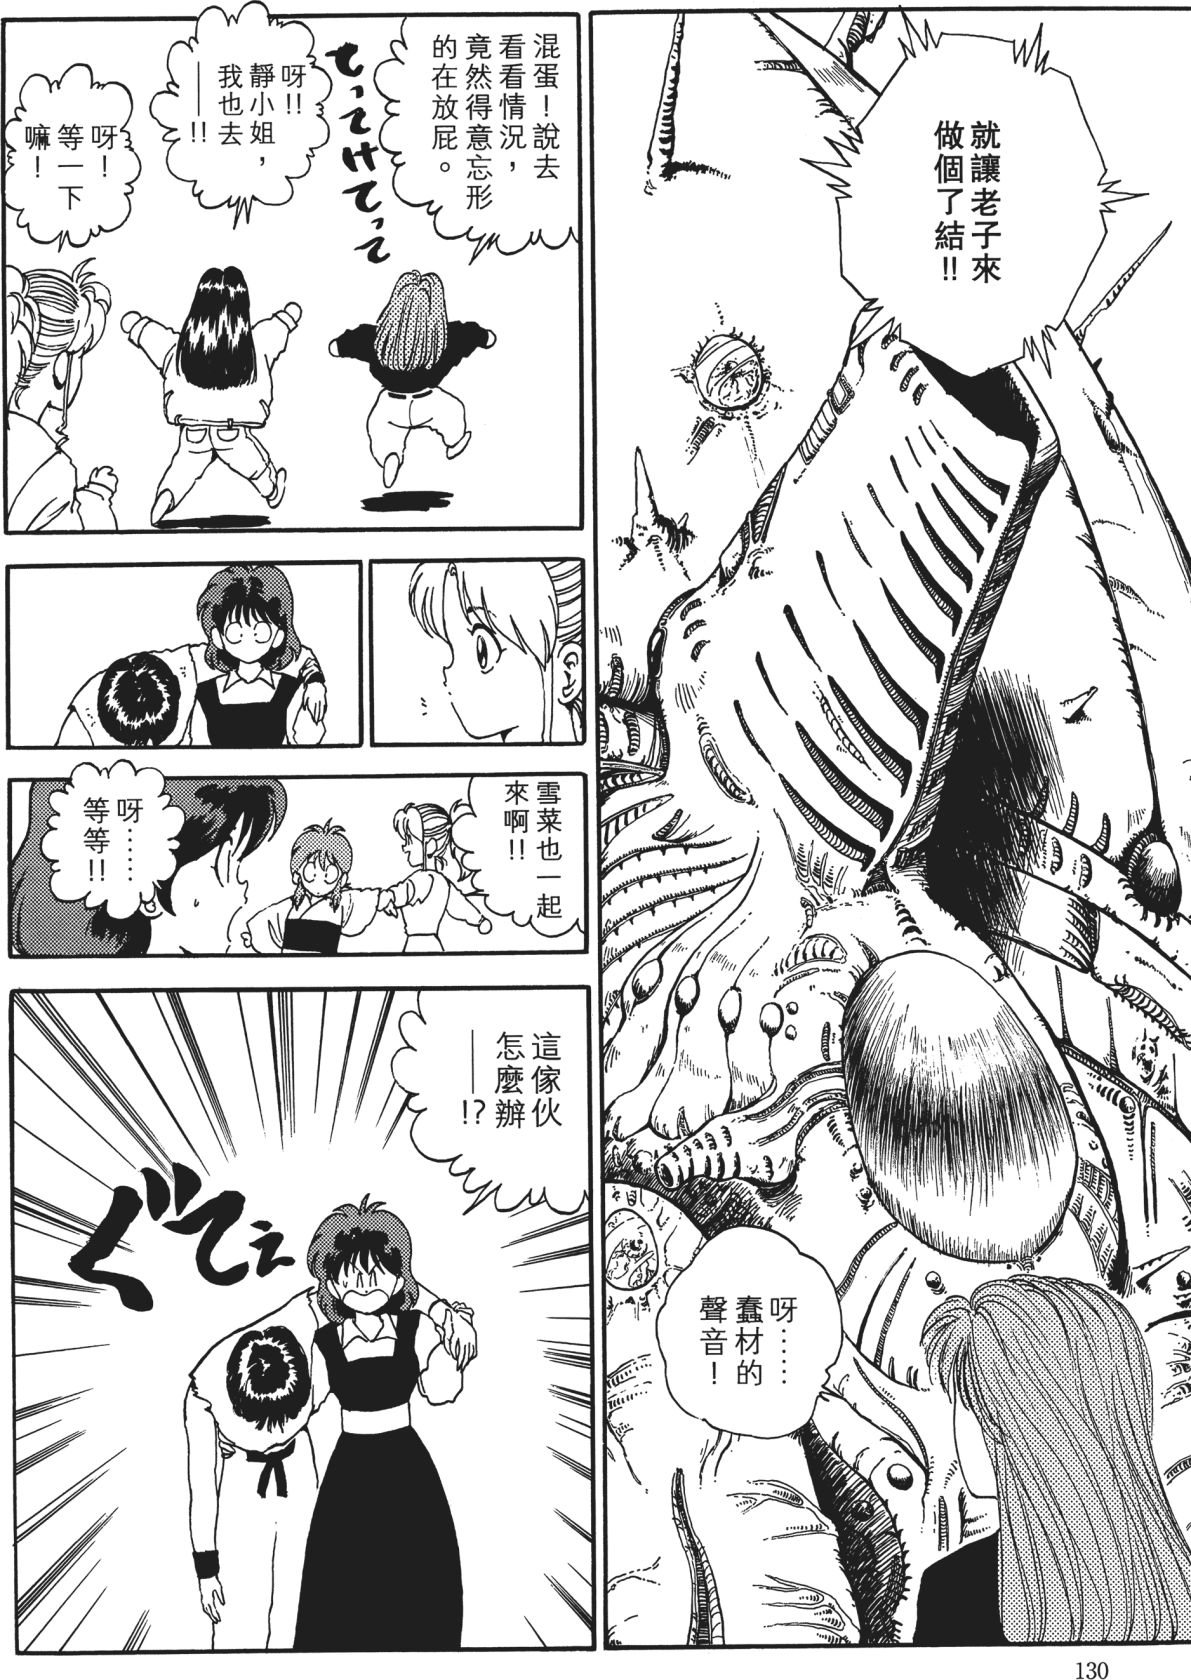 就讓老子來
做個了結!!
呀……
蠢材的
聲音！
混蛋！說去
看看情況，
竟然得意忘形
的在放屁。
てってけてって
呀!!
靜小姐，
我也去
——!!
呀！
等一下
嘛！
雪菜也一起
來啊!!
呀……
等等!!
這傢伙
怎麼辦
——!?
ぐってえ
130